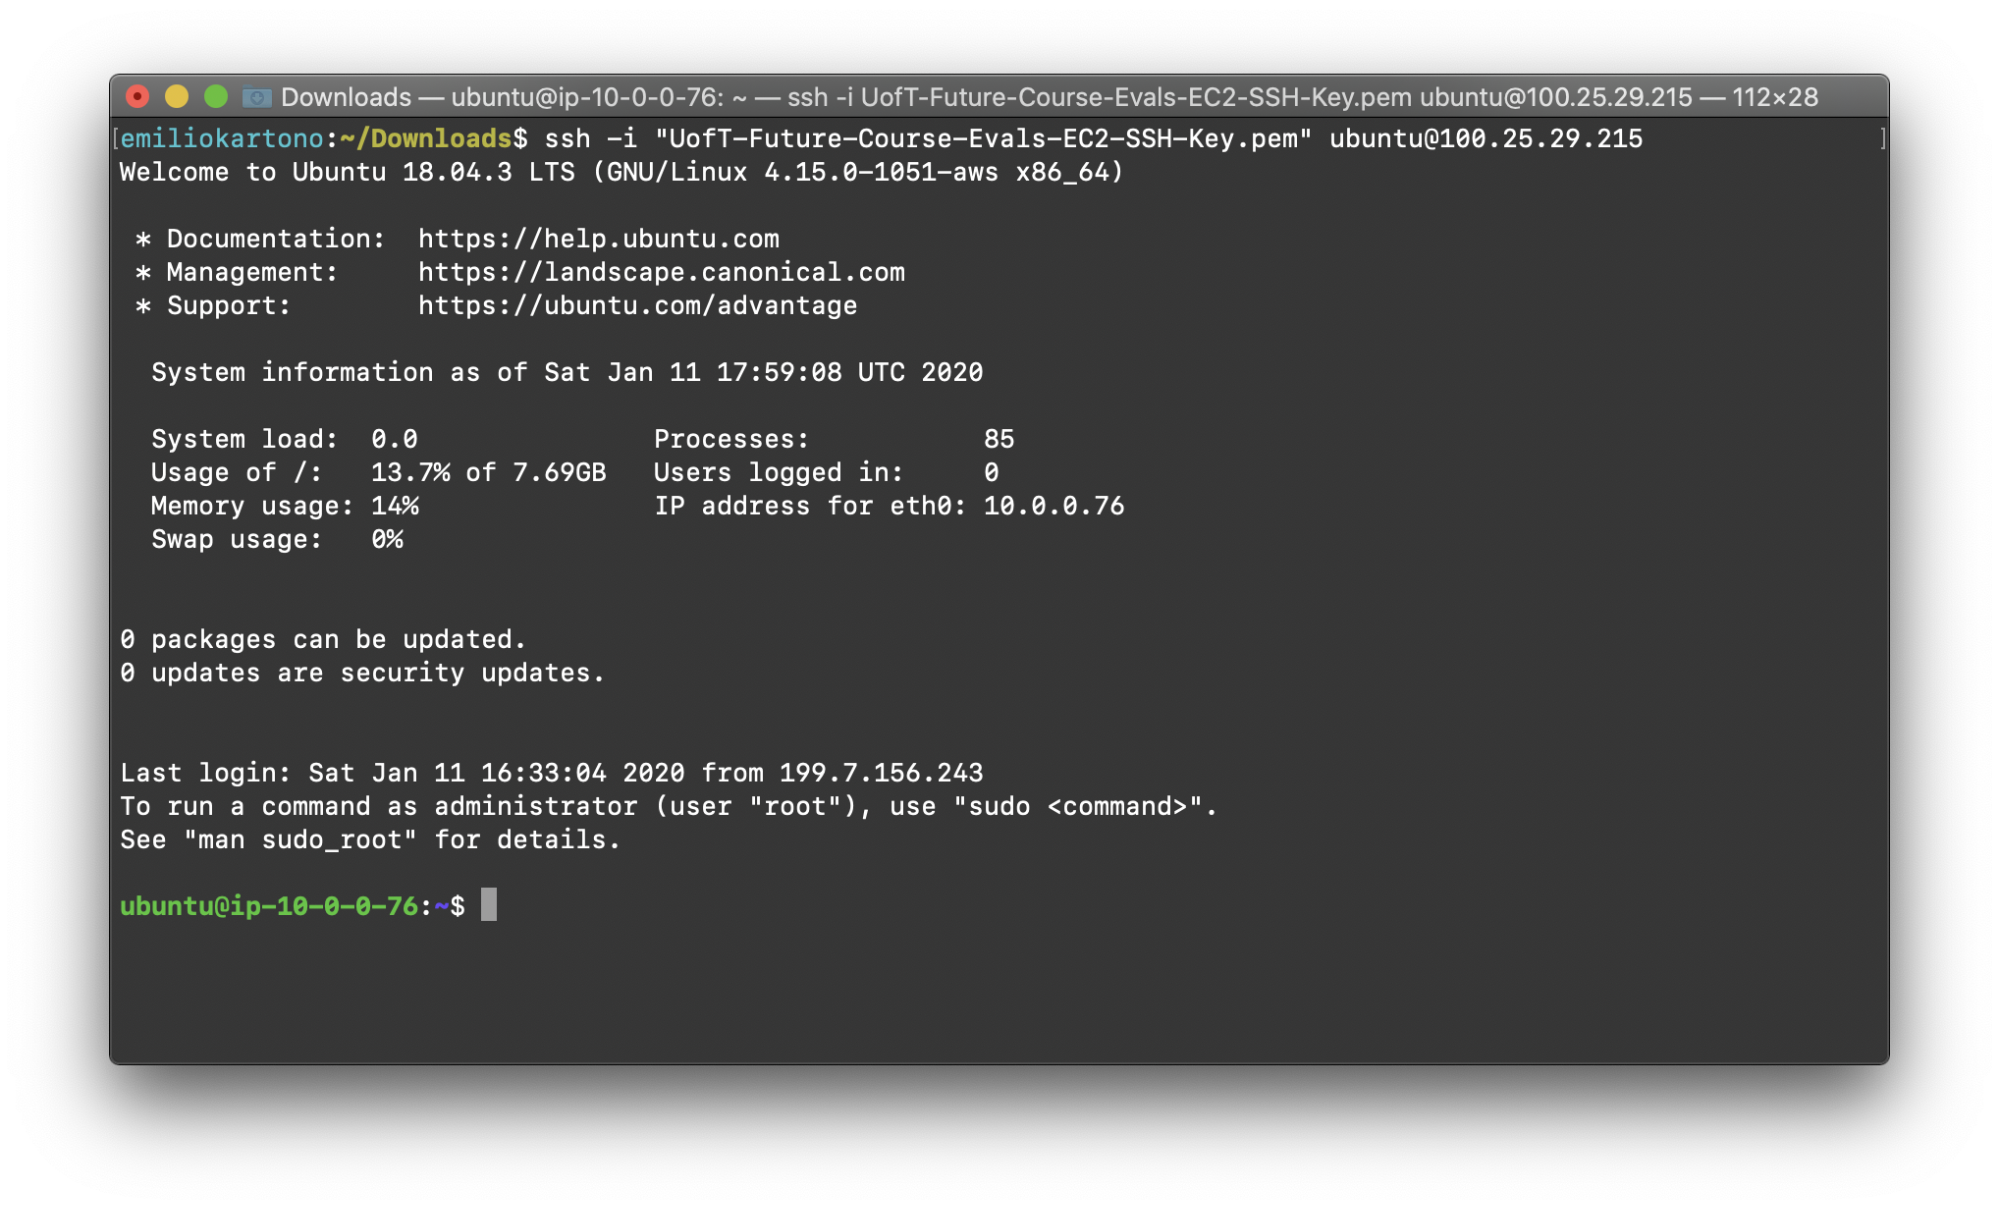 Downloads — ubuntu@ip-10-0-0-76: ~ — ssh -i UofT-Future-Course-Evals-EC2-SSH-Key.pem ubuntu@100.25.29.215 — 112×28
[emiliokartono:~/Downloads$ ssh -i "UofT-Future-Course-Evals-EC2-SSH-Key.pem" ubuntu@100.25.29.215 ]
Welcome to Ubuntu 18.04.3 LTS (GNU/Linux 4.15.0-1051-aws x86_64)
* Documentation:  https://help.ubuntu.com
* Management:     https://landscape.canonical.com
* Support:        https://ubuntu.com/advantage
System information as of Sat Jan 11 17:59:08 UTC 2020
System load:  0.0               Processes:           85
Usage of /:   13.7% of 7.69GB   Users logged in:     0
Memory usage: 14%               IP address for eth0: 10.0.0.76
Swap usage:   0%
0 packages can be updated.
0 updates are security updates.
Last login: Sat Jan 11 16:33:04 2020 from 199.7.156.243
To run a command as administrator (user "root"), use "sudo <command>".
See "man sudo_root" for details.
ubuntu@ip-10-0-0-76:~$